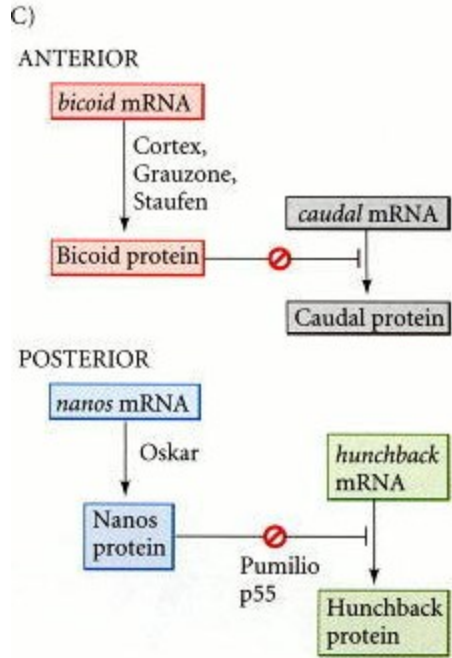 C)
ANTERIOR
bicoid mRNA
Cortex,
Grauzone,
Staufen
caudal mRNA
Bicoid protein
Caudal protein
POSTERIOR
nanos mRNA
Oskar
hunchback
mRNA
Nanos
protein
Pumilio
p55
Hunchback
protein